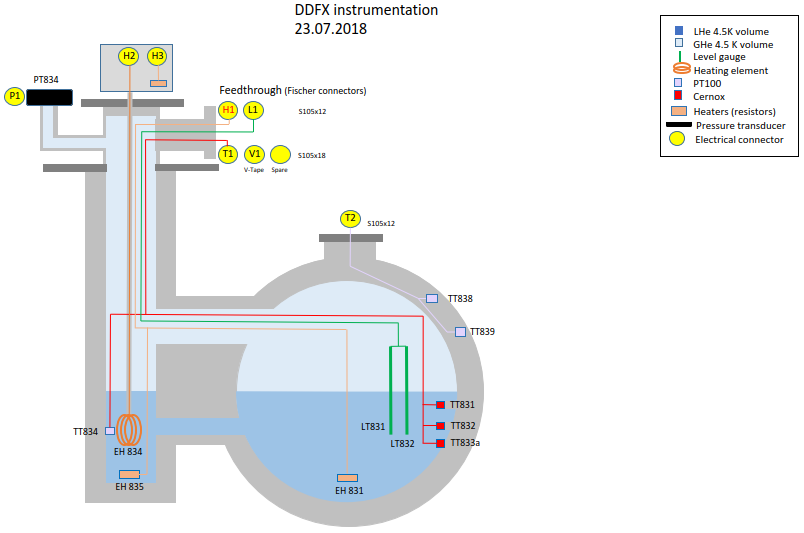 DDFX instrumentation
23.07.2018
H2
H3
P1
PT834
Feedthrough (Fischer connectors)
H1
L1
S105x12
T1
V1
S105x18
V-Tape
Spare
T2
S105x12
TT838
TT839
TT831
TT832
TT833a
LT831
LT832
TT834
EH 834
EH 835
EH 831
LHe 4.5K volume
GHe 4.5 K volume
Level gauge
Heating element
PT100
Cernox
Heaters (resistors)
Pressure transducer
Electrical connector